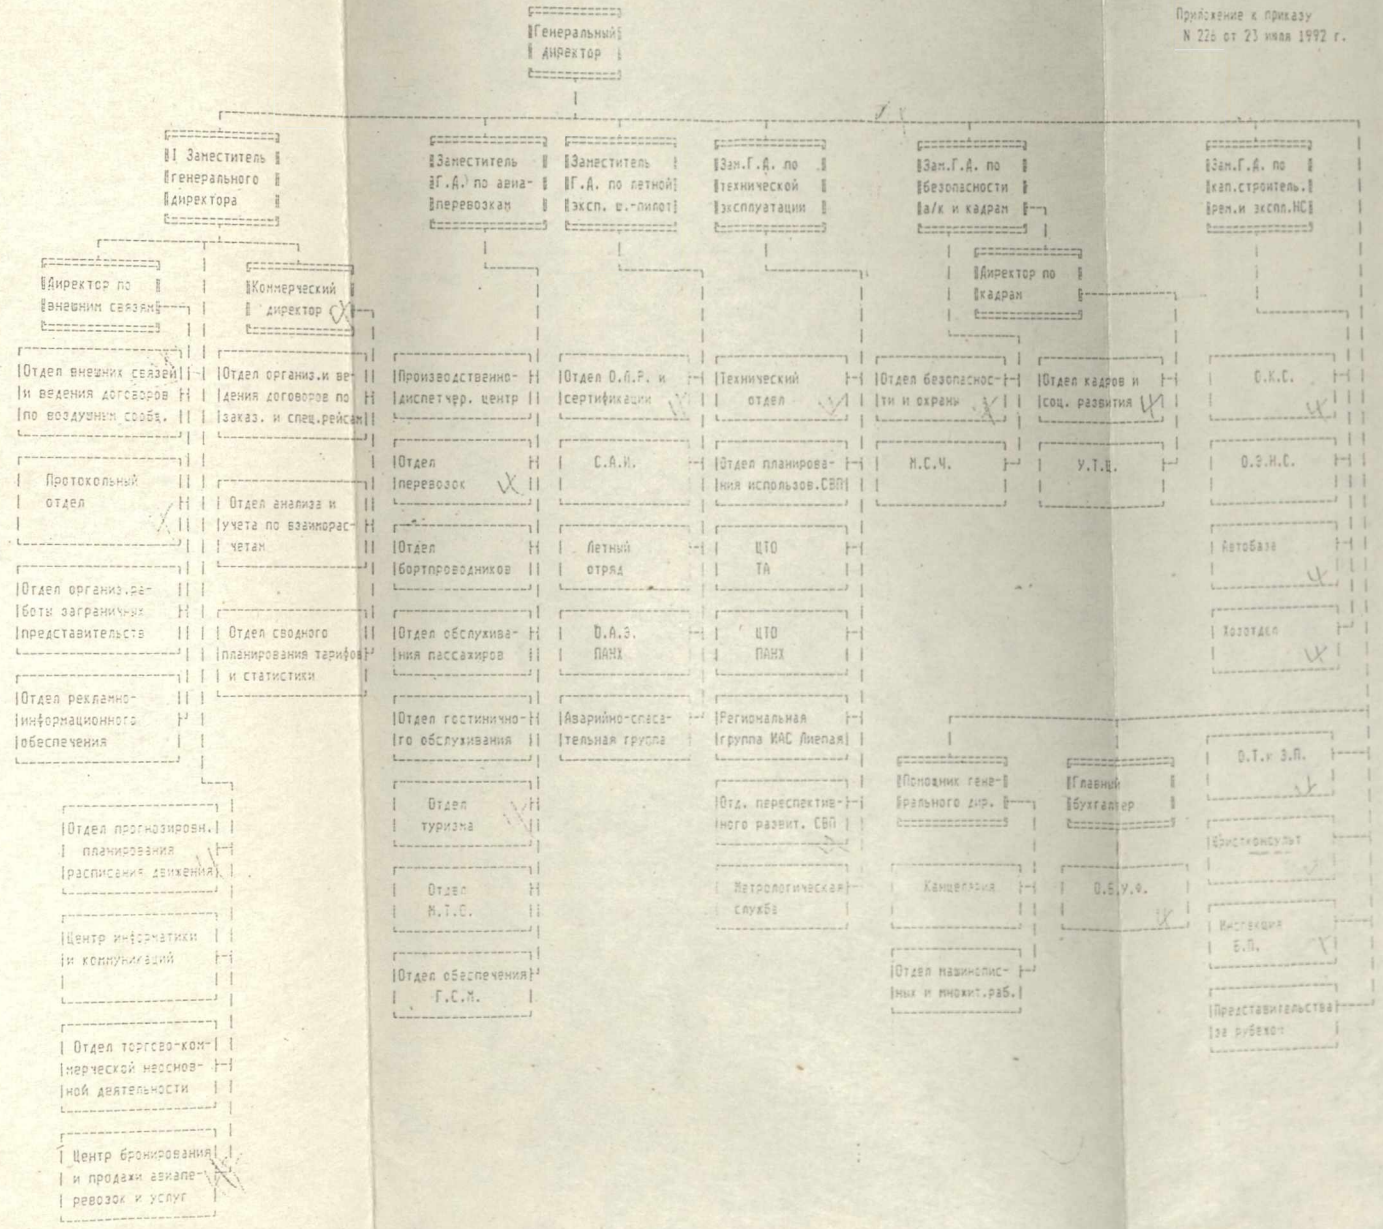 Приложение к приказу
N 226 от 23 июля 1992 г.
Генеральный
директор
I Заместитель
генерального
директора
Заместитель
Г.Д. по авиа-
перевозкам
Заместитель
Г.Д. по летной
эксп. ш.-пилот
Зам.Г.Д. по
технической
эксплуатации
Зам.Г.Д. по
безопасности
а/к и кадрам
Зам.Г.Д. по
кап.строитель.
рем.и экспл.НС
Директор по
внешним связям
Коммерческий
директор
Директор по
кадрам
Отдел внешних связей
и ведения договоров
по воздушным сообщ.
Отдел организ.и ве-
дения договоров по
заказ. и спец.рейсам
Производственно-
диспетчер. центр
Отдел О.Л.Р. и
сертификации
Технический
отдел
Отдел безопаснос-
ти и охраны
Отдел кадров и
соц. развития
О.К.С.
Протокольный
отдел
Отдел анализа и
учета по взаиморас-
четам
Отдел
перевозок
С.А.И.
Отдел планирова-
ния использов.СВП
М.С.Ч.
У.Т.Ц.
О.Э.Н.С.
Отдел организ.ра-
боты заграничных
представительств
Отдел
бортпроводников
Летный
отряд
ЦТО
ТА
Автобаза
Отдел сводного
планирования тарифов
и статистики
Отдел обслужива-
ния пассажиров
О.А.Э.
ПАНХ
ЦТО
ПАНХ
Хозотдел
Отдел рекламно-
информационного
обеспечения
Отдел гостинично-
го обслуживания
Аварийно-спаса-
тельная группа
Региональная
группа ИАС Лиепая
Помощник гене-
рального дир.
Главный
бухгалтер
О.Т.и З.П.
Отдел прогнозировн.
планирования
расписания движения
Отдел
туризма
Отд. перспектив-
ного развит. СВП
Юрисконсульт
Отдел
М.Т.С.
Метрологическая
служба
Канцелярия
О.Б.У.Ф.
Центр информатики
и коммуникаций
Инспекция
Б.П.
Отдел обеспечения
Г.С.М.
Отдел машинопис-
ных и множит.раб.
Представительства
за рубежом
Отдел торгово-ком-
мерческой неоснов-
ной деятельности
Центр бронирования
и продажи авиапе-
ревозок и услуг